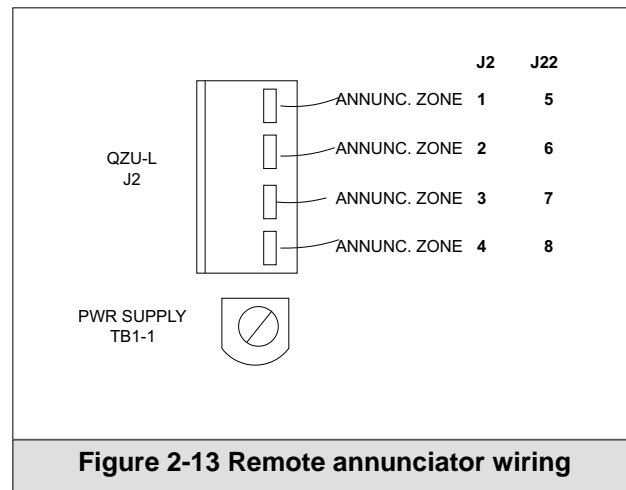 J2 J22
ANNUNC. ZONE 1 5
ANNUNC. ZONE 2 6
QZU-L
J2
ANNUNC. ZONE 3 7
ANNUNC. ZONE 4 8
PWR SUPPLY
TB1-1
Figure 2-13 Remote annunciator wiring